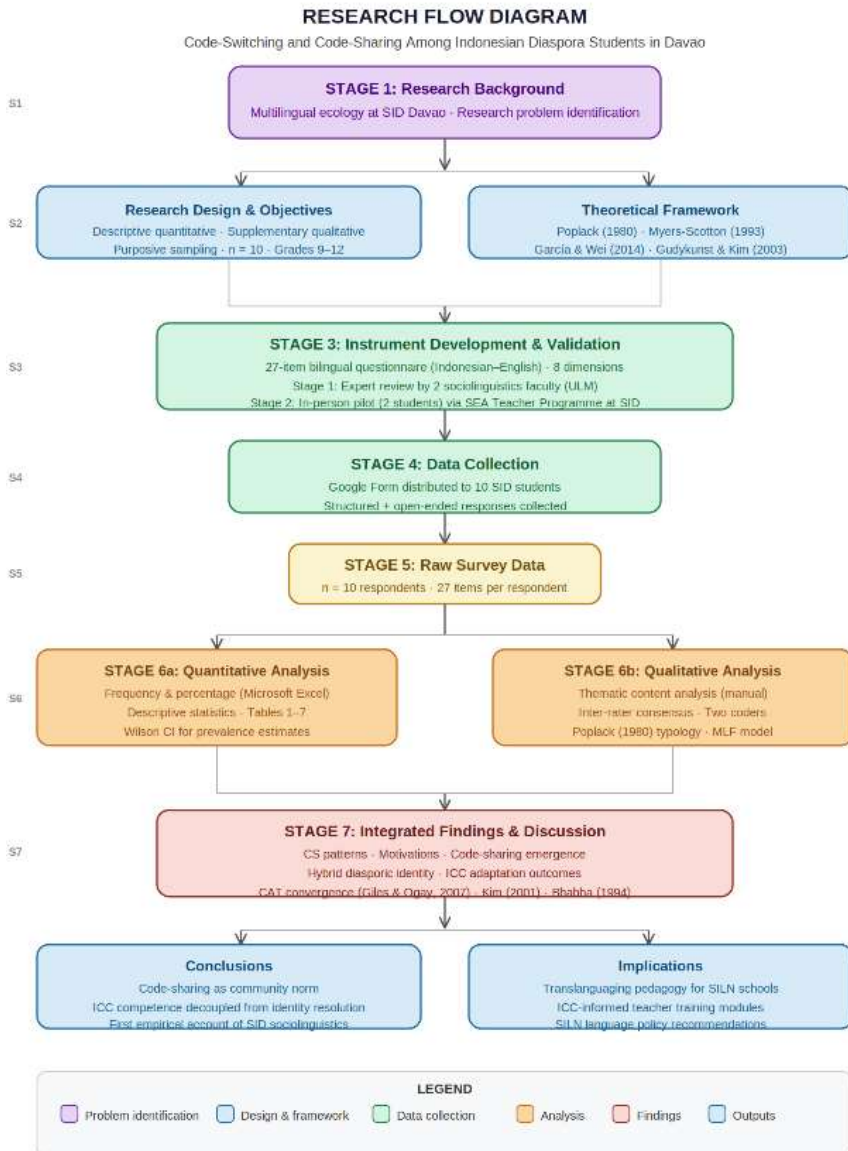 RESEARCH FLOW DIAGRAM
Code-Switching and Code-Sharing Among Indonesian Diaspora Students in Davao
S1
STAGE 1: Research Background
Multilingual ecology at SID Davao · Research problem identification
S2
Research Design & Objectives
Descriptive quantitative · Supplementary qualitative
Purposive sampling · n = 10 · Grades 9–12
Theoretical Framework
Poplack (1980) · Myers-Scotton (1993)
García & Wei (2014) · Gudykunst & Kim (2003)
S3
STAGE 3: Instrument Development & Validation
27-item bilingual questionnaire (Indonesian–English) · 8 dimensions
Stage 1: Expert review by 2 sociolinguistics faculty (ULM)
Stage 2: In-person pilot (2 students) via SEA Teacher Programme at SID
S4
STAGE 4: Data Collection
Google Form distributed to 10 SID students
Structured + open-ended responses collected
S5
STAGE 5: Raw Survey Data
n = 10 respondents · 27 items per respondent
S6
STAGE 6a: Quantitative Analysis
Frequency & percentage (Microsoft Excel)
Descriptive statistics · Tables 1–7
Wilson CI for prevalence estimates
STAGE 6b: Qualitative Analysis
Thematic content analysis (manual)
Inter-rater consensus · Two coders
Poplack (1980) typology · MLF model
S7
STAGE 7: Integrated Findings & Discussion
CS patterns · Motivations · Code-sharing emergence
Hybrid diasporic identity · ICC adaptation outcomes
CAT convergence (Giles & Ogay, 2007) · Kim (2001) · Bhabha (1994)
Conclusions
Code-sharing as community norm
ICC competence decoupled from identity resolution
First empirical account of SID sociolinguistics
Implications
Translanguaging pedagogy for SILN schools
ICC-informed teacher training modules
SILN language policy recommendations
LEGEND
Problem identification
Design & framework
Data collection
Analysis
Findings
Outputs